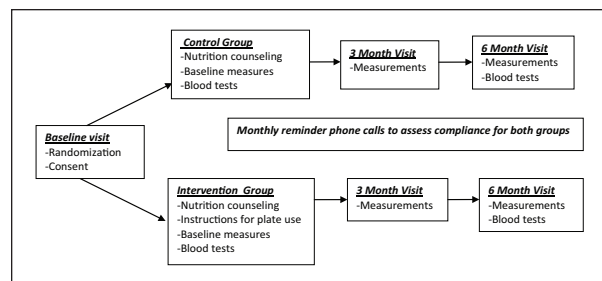 Control Group
-Nutrition counseling
-Baseline measures
-Blood tests
3 Month Visit
-Measurements
6 Month Visit
-Measurements
-Blood tests
Baseline visit
-Randomization
-Consent
Monthly reminder phone calls to assess compliance for both groups
Intervention Group
-Nutrition counseling
-Instructions for plate use
-Baseline measures
-Blood tests
3 Month Visit
-Measurements
6 Month Visit
-Measurements
-Blood tests